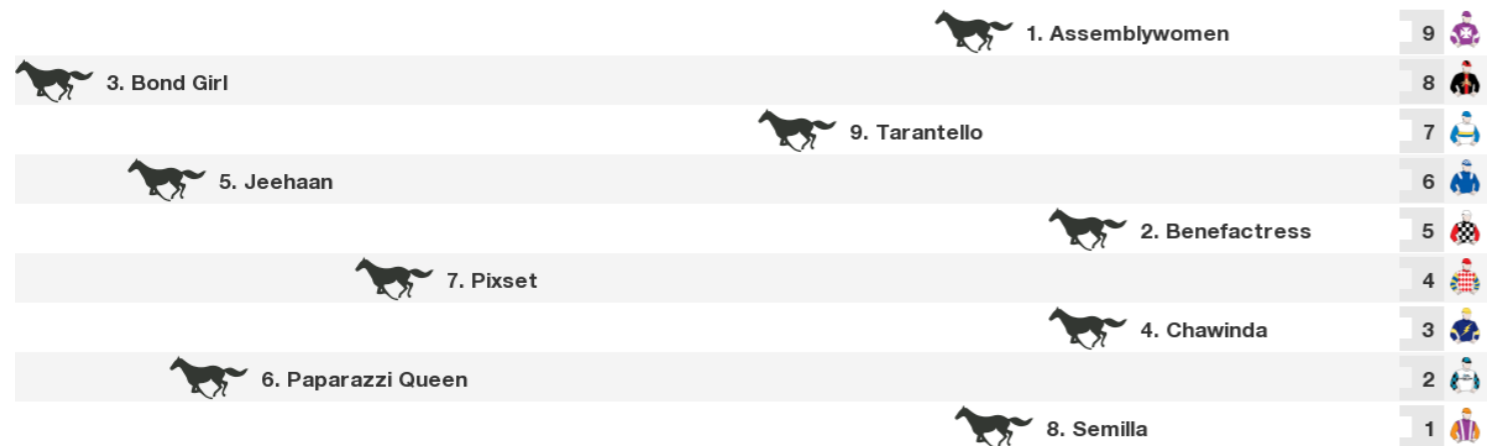 1. Assemblywomen 9
3. Bond Girl 8
9. Tarantello 7
5. Jeehaan 6
2. Benefactress 5
7. Pixset 4
4. Chawinda 3
6. Paparazzi Queen 2
8. Semilla 1